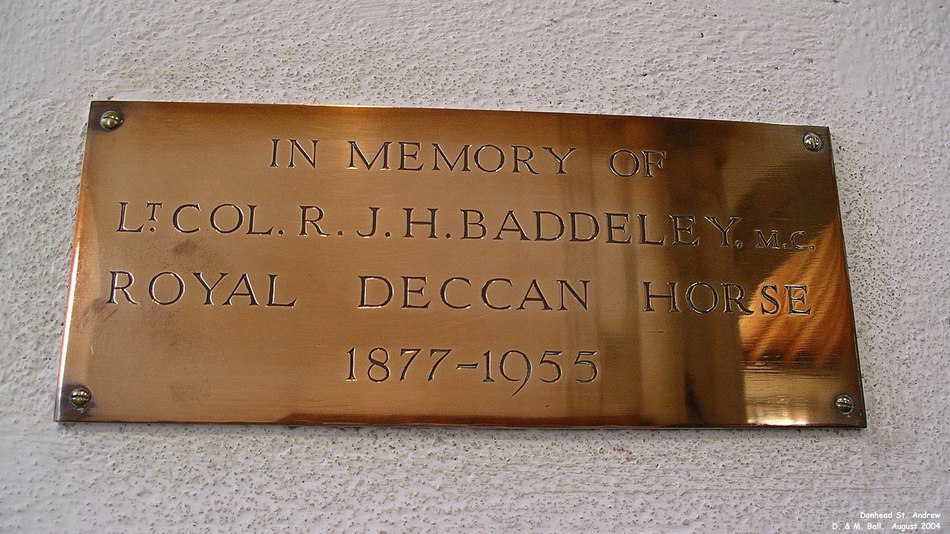 IN MEMORY OF
LT. COL. R. J. H. BADDELEY, M.C.
ROYAL DECCAN HORSE
1877-1955
Donhead St. Andrew
D. & M. Ball, August 2004